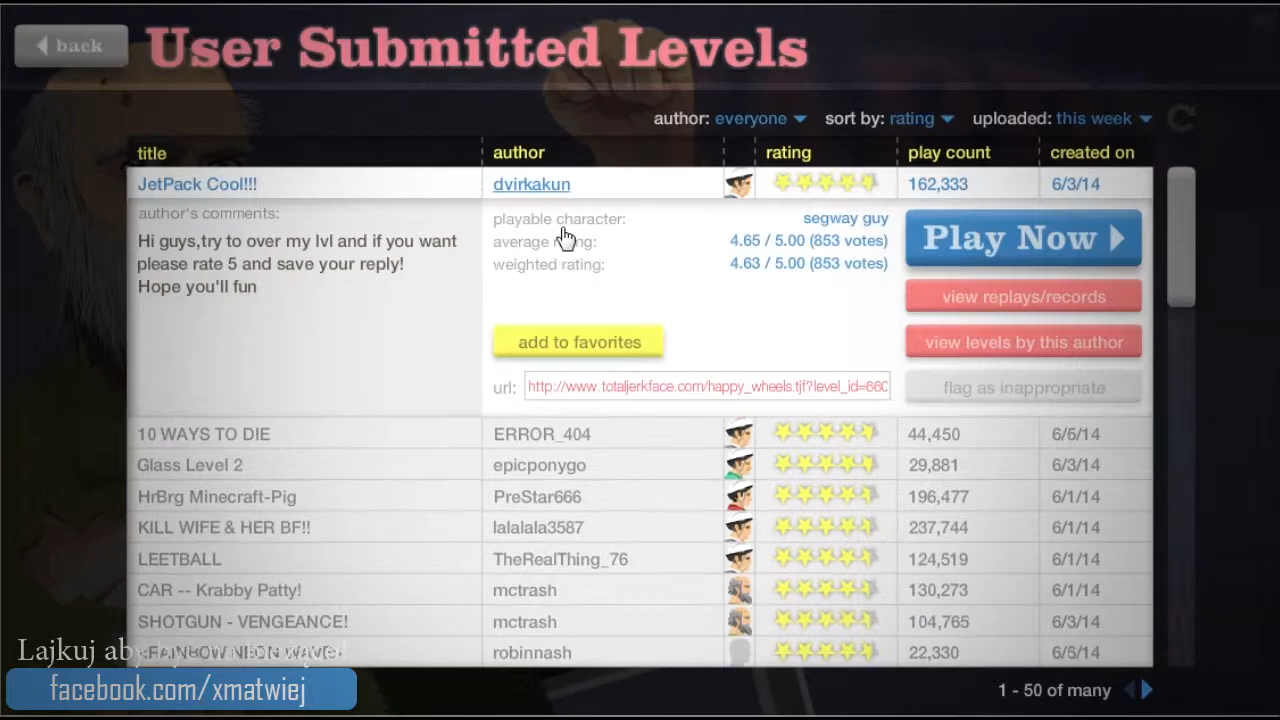 back
User Submitted Levels
author: everyone sort by: rating uploaded: this week
title author rating play count created on
JetPack Cool!!! dvirkakun 162,333 6/3/14
author's comments:
Hi guys,try to over my lvl and if you want
please rate 5 and save your reply!
Hope you'll fun
playable character: segway guy
average 4.65 / 5.00 (853 votes)
weighted rating: 4.63 / 5.00 (853 votes)
Play Now
view replays/records
add to favorites
view levels by this author
url: http://www.totaljerkface.com/happy_wheels.tjf?level_id=660
flag as inappropriate
10 WAYS TO DIE ERROR_404 44,450 6/6/14
Glass Level 2 epicponygo 29,881 6/3/14
HrBrg Minecraft-Pig PreStar666 196,477 6/1/14
KILL WIFE & HER BF!! lalalala3587 237,744 6/1/14
LEETBALL TheRealThing_76 124,519 6/1/14
CAR -- Krabby Patty! mctrash 130,273 6/1/14
SHOTGUN - VENGEANCE! mctrash 104,765 6/3/14
robinnash 22,330 6/6/14
Lajkuj aby
facebook.com/xmatwiej
1 - 50 of many